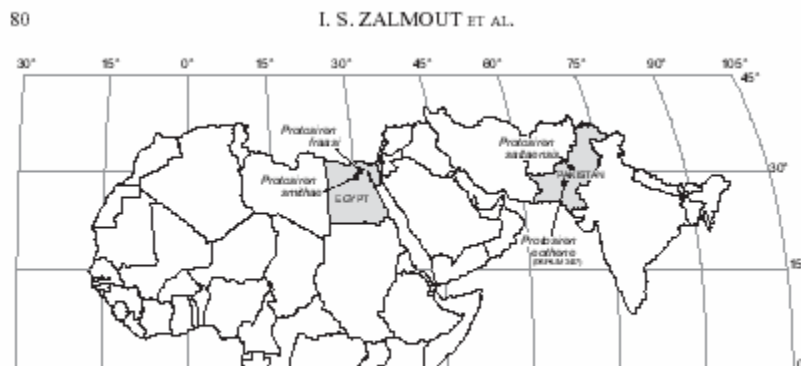 80
I. S. ZALMOUT ET AL.
30° 15° 0° 15° 30° 45° 60° 75° 90° 105°
45°
Protosiren
fraasi
Protosiren
smithae
EGYPT
Protosiren
sattaensis
PAKISTAN
30°
Protosiren
eothene
15
0